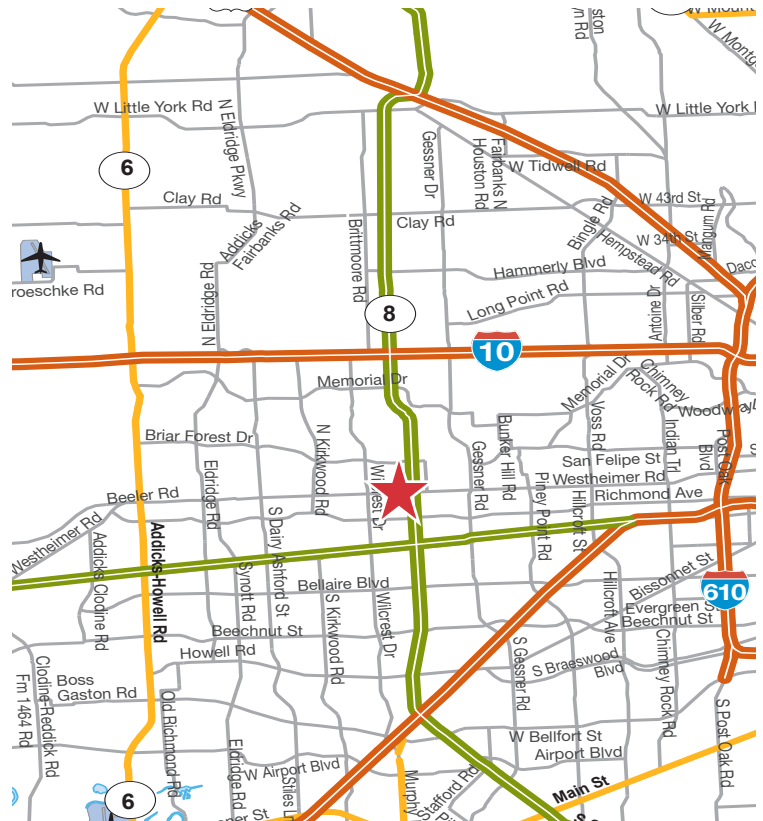 W Mount
ston
n Rd
W Montg
W Little York Rd
N Eldridge Pkwy
W Little York
Gessner Dr
Fairbanks N
Houston Rd
6
W Tidwell Rd
Clay Rd
W 43rd St
Mangum Rd
Addicks
Fairbanks Rd
Brittmoore Rd
Clay Rd
Bingle Rd
W 34th St
Hempstead Rd
Hammerly Blvd
Daco
roeschke Rd
N Eldridge Rd
Long Point Rd
Antoine Dr
Silber Rd
8
10
Memorial Dr
Memorial Dr
Chimney
Rock Rd
Woodway
Briar Forest Dr
N Kirkwood Rd
Bunker Hill Rd
Voss Rd
Indian Trl
Post Oak
Blvd
S
Eldridge Rd
Gessner Rd
San Felipe St
Westheimer Rd
Richmond Ave
Beeler Rd
Wilcrest Dr
Piney Point Rd
Hillcroft St
Westheimer Rd
Addicks Clodine Rd
Addicks-Howell Rd
S Dairy Ashford St
Synott Rd
Bellaire Blvd
S Kirkwood Rd
Wilcrest Dr
Hillcroft Ave
Bissonnet St
610
Evergreen St
Beechnut St
Beechnut St
Howell Rd
S Gessner Rd
S Braeswood
Blvd
Chimney Rock Rd
Boss
Gaston Rd
Clodine-Reddick Rd
Fm 1464 Rd
Old Richmond Rd
S Post Oak Rd
W Bellfort St
Airport Blvd
Eldridge Rd
W Airport Blvd
Stiles Ln
Murphy
Stafford Rd
Main St
6
per St